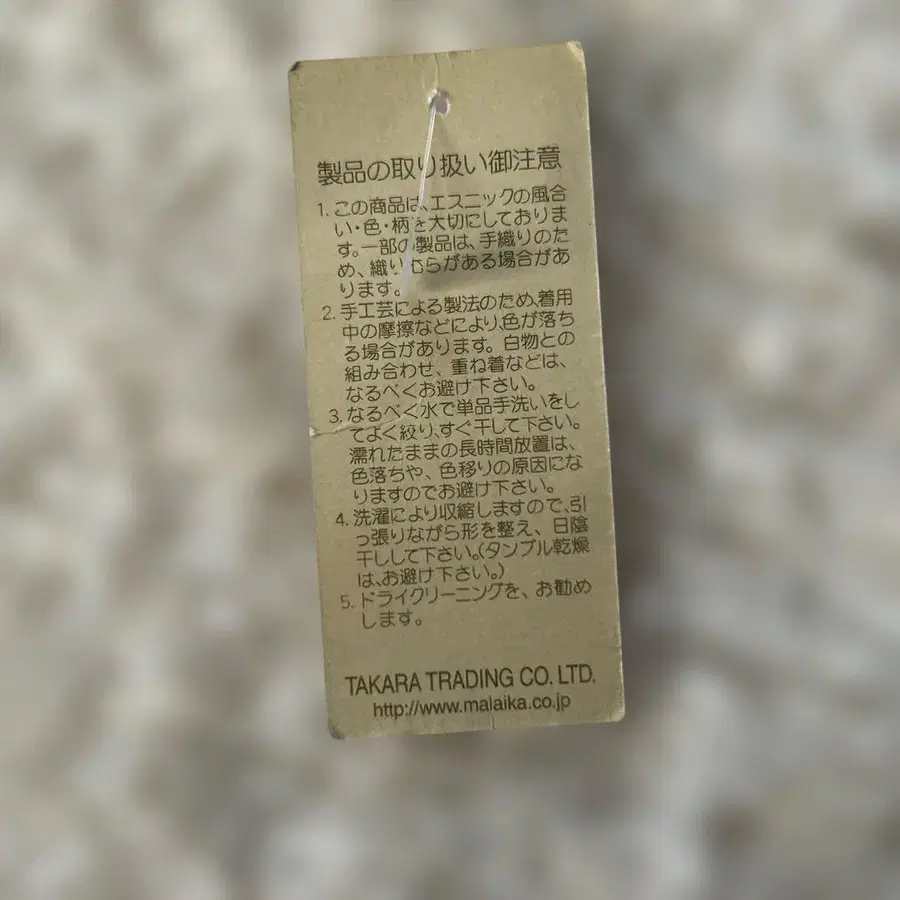 製品の取り扱い御注意
1. この商品は、エスニックの風合
い・色・柄を大切にしておりま
す。一部の製品は、手織りのた
め、織りむらがある場合があ
ります。
2. 手工芸による製法のため、着用
中の摩擦などにより、色が落ち
る場合があります。白物との
組み合わせ、重ね着などは、
なるべくお避け下さい。
3. なるべく水で単品手洗いをし
てよく絞り、すぐ干して下さい。
濡れたままの長時間放置は、
色落ちや、色移りの原因にな
りますのでお避け下さい。
4. 洗濯により収縮しますので、引
っ張りながら形を整え、日陰
干しして下さい。(タンブル乾燥
は、お避け下さい。)
5. ドライクリーニングを、お勧め
します。
TAKARA TRADING CO. LTD.
http://www.malaika.co.jp